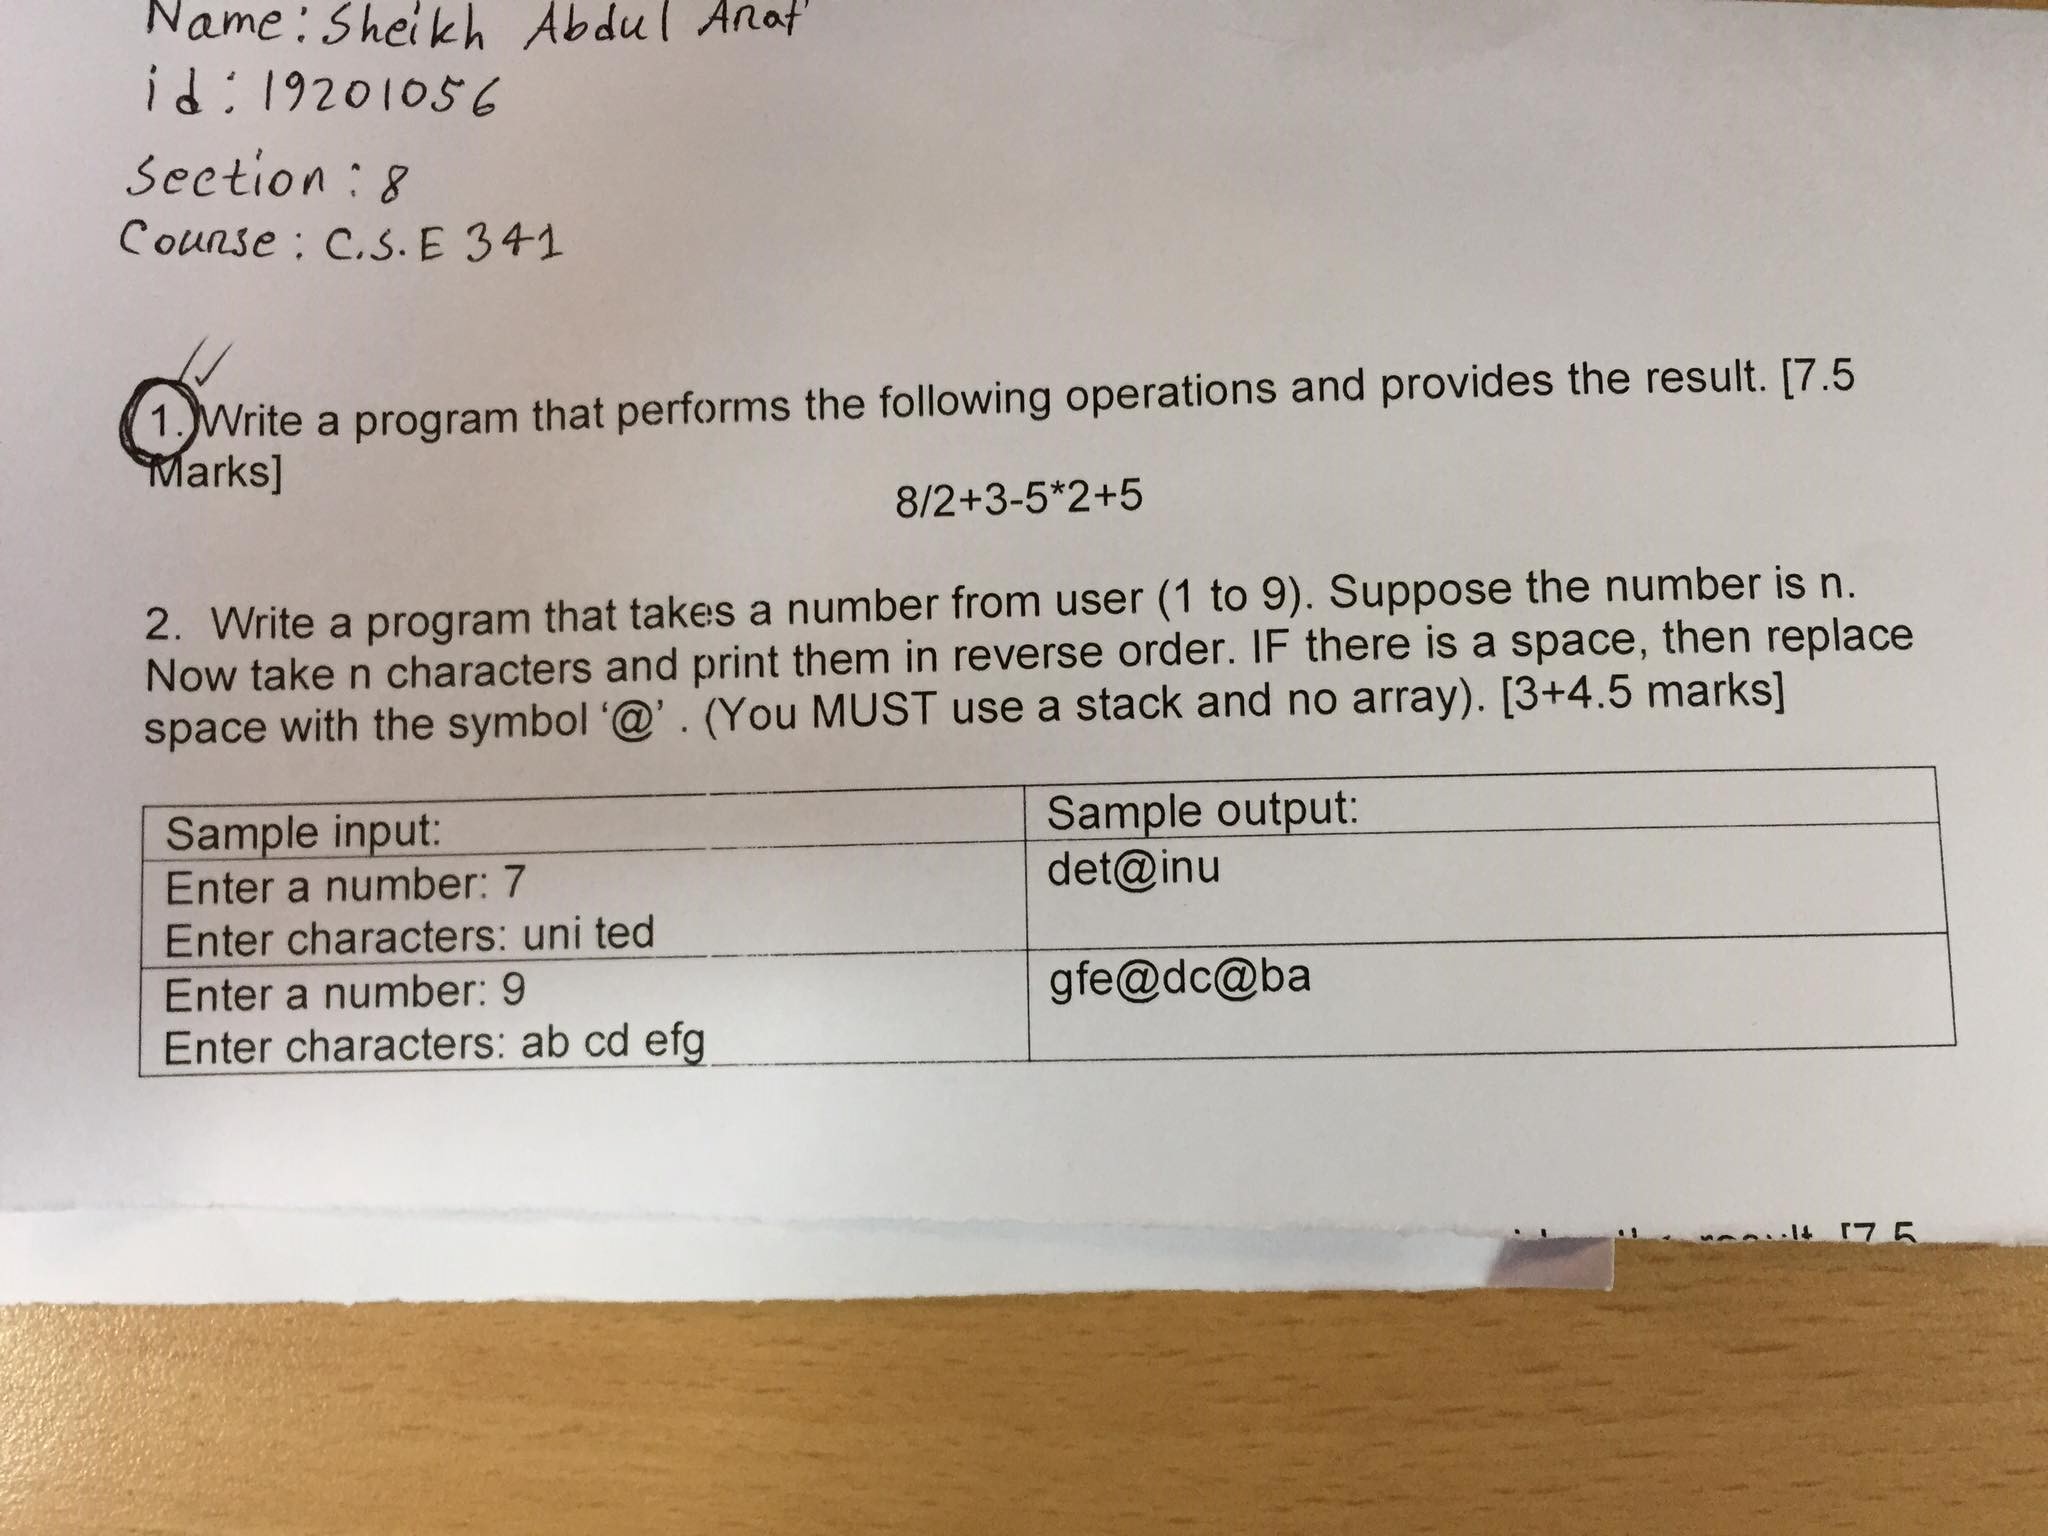 Name: Sheikh Abdul Araf
id: 19201056
Section: 8
Course: C.S.E 341
1. Write a program that performs the following operations and provides the result. [7.5
Marks]
8/2+3-5*2+5
2. Write a program that takes a number from user (1 to 9). Suppose the number is n.
Now take n characters and print them in reverse order. IF there is a space, then replace
space with the symbol ‘@’ . (You MUST use a stack and no array). [3+4.5 marks]
Sample input:
Sample output:
Enter a number: 7
Enter characters: uni ted
det@inu
Enter a number: 9
Enter characters: ab cd efg
gfe@dc@ba
result. [7.5